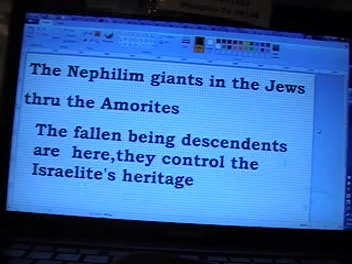 The Nephilim giants in the Jews
thru the Amorites
The fallen being descendents
are here,they control the
Israelite's heritage